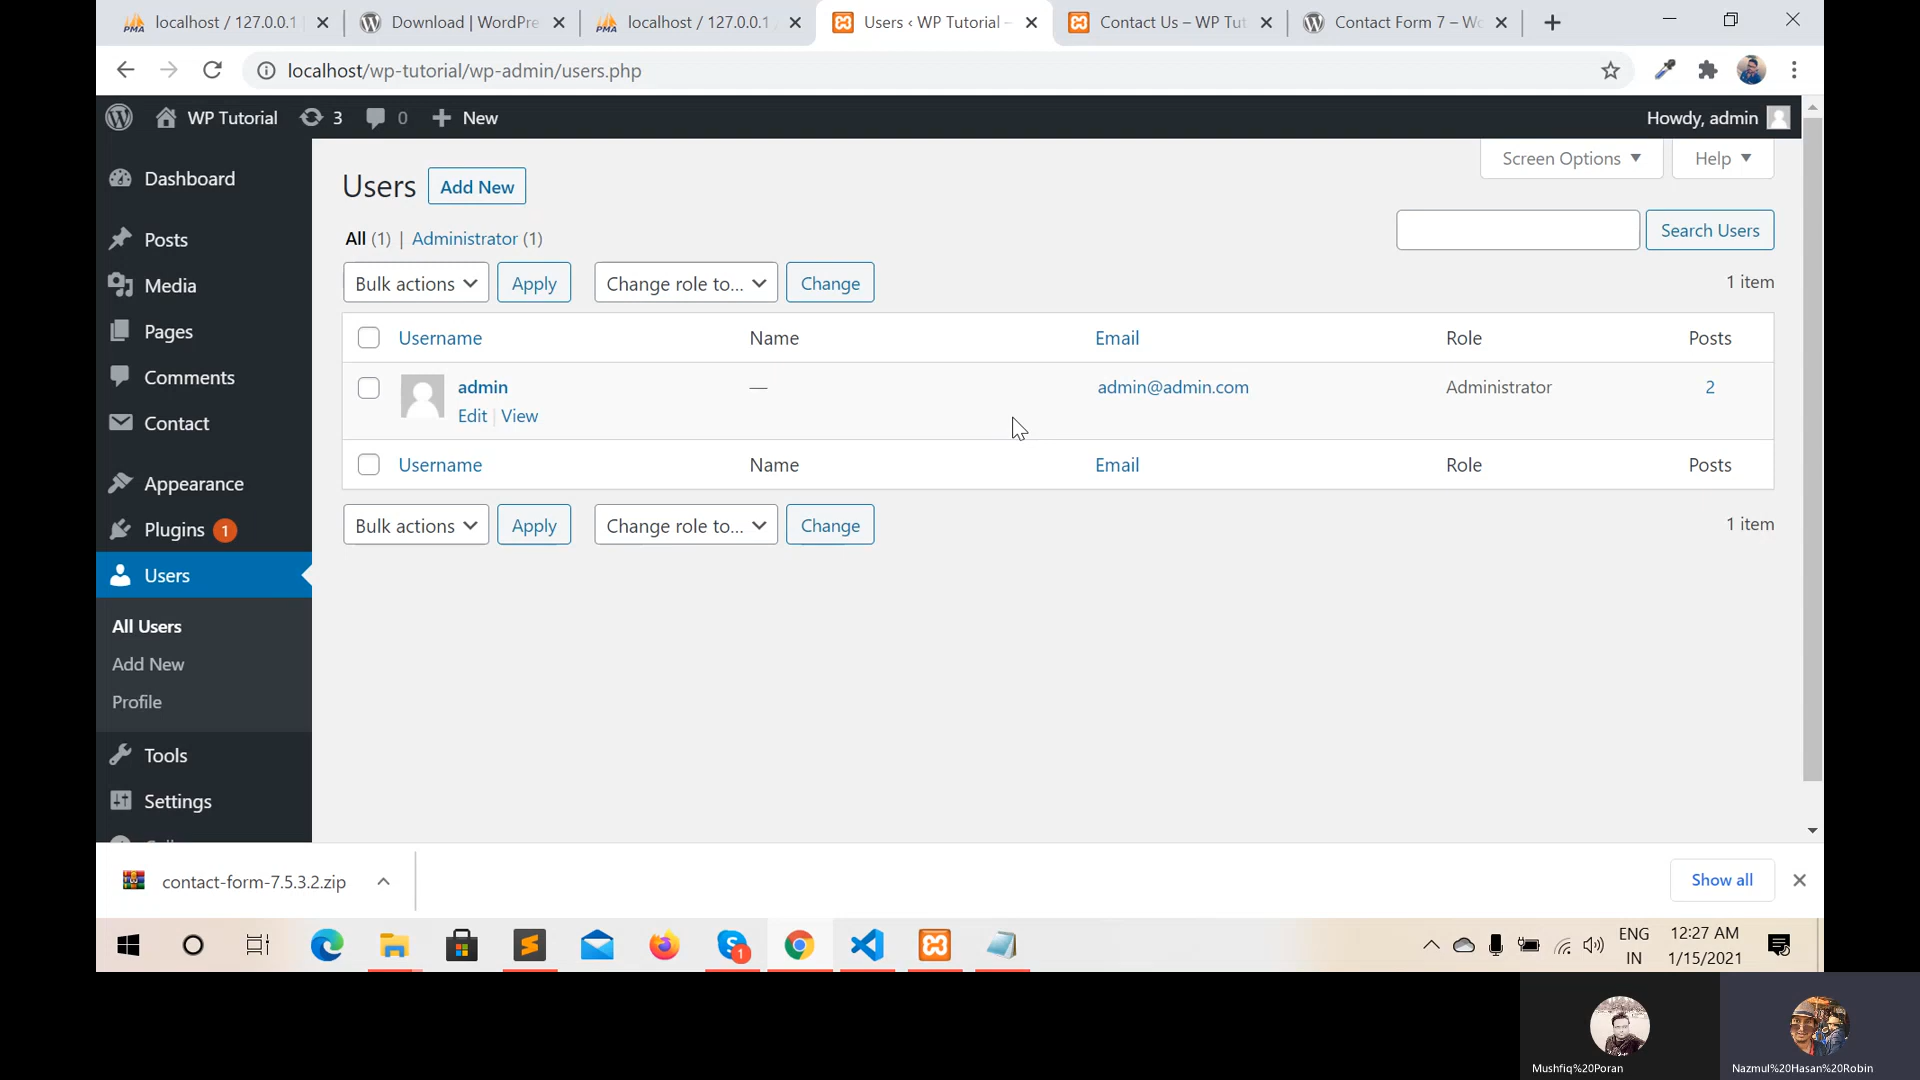 localhost / 127.0.0.1
Download | WordPre
localhost / 127.0.0.1 /
Users ‹ WP Tutorial –
Contact Us – WP Tut
Contact Form 7 – Wo
localhost/wp-tutorial/wp-admin/users.php
WP Tutorial
3
0
New
Howdy, admin
Dashboard
Posts
Media
Pages
Comments
Contact
Appearance
Plugins 1
Users
All Users
Add New
Profile
Tools
Settings
Screen Options
Help
Users
Add New
All (1) | Administrator (1)
Search Users
Bulk actions
Apply
Change role to...
Change
1 item
Username
Name
Email
Role
Posts
admin
—
admin@admin.com
Administrator
2
Edit | View
Username
Name
Email
Role
Posts
Bulk actions
Apply
Change role to...
Change
1 item
contact-form-7.5.3.2.zip
Show all
1
ENG
IN
12:27 AM
1/15/2021
Mushfiq%20Poran
Nazmul%20Hasan%20Robin